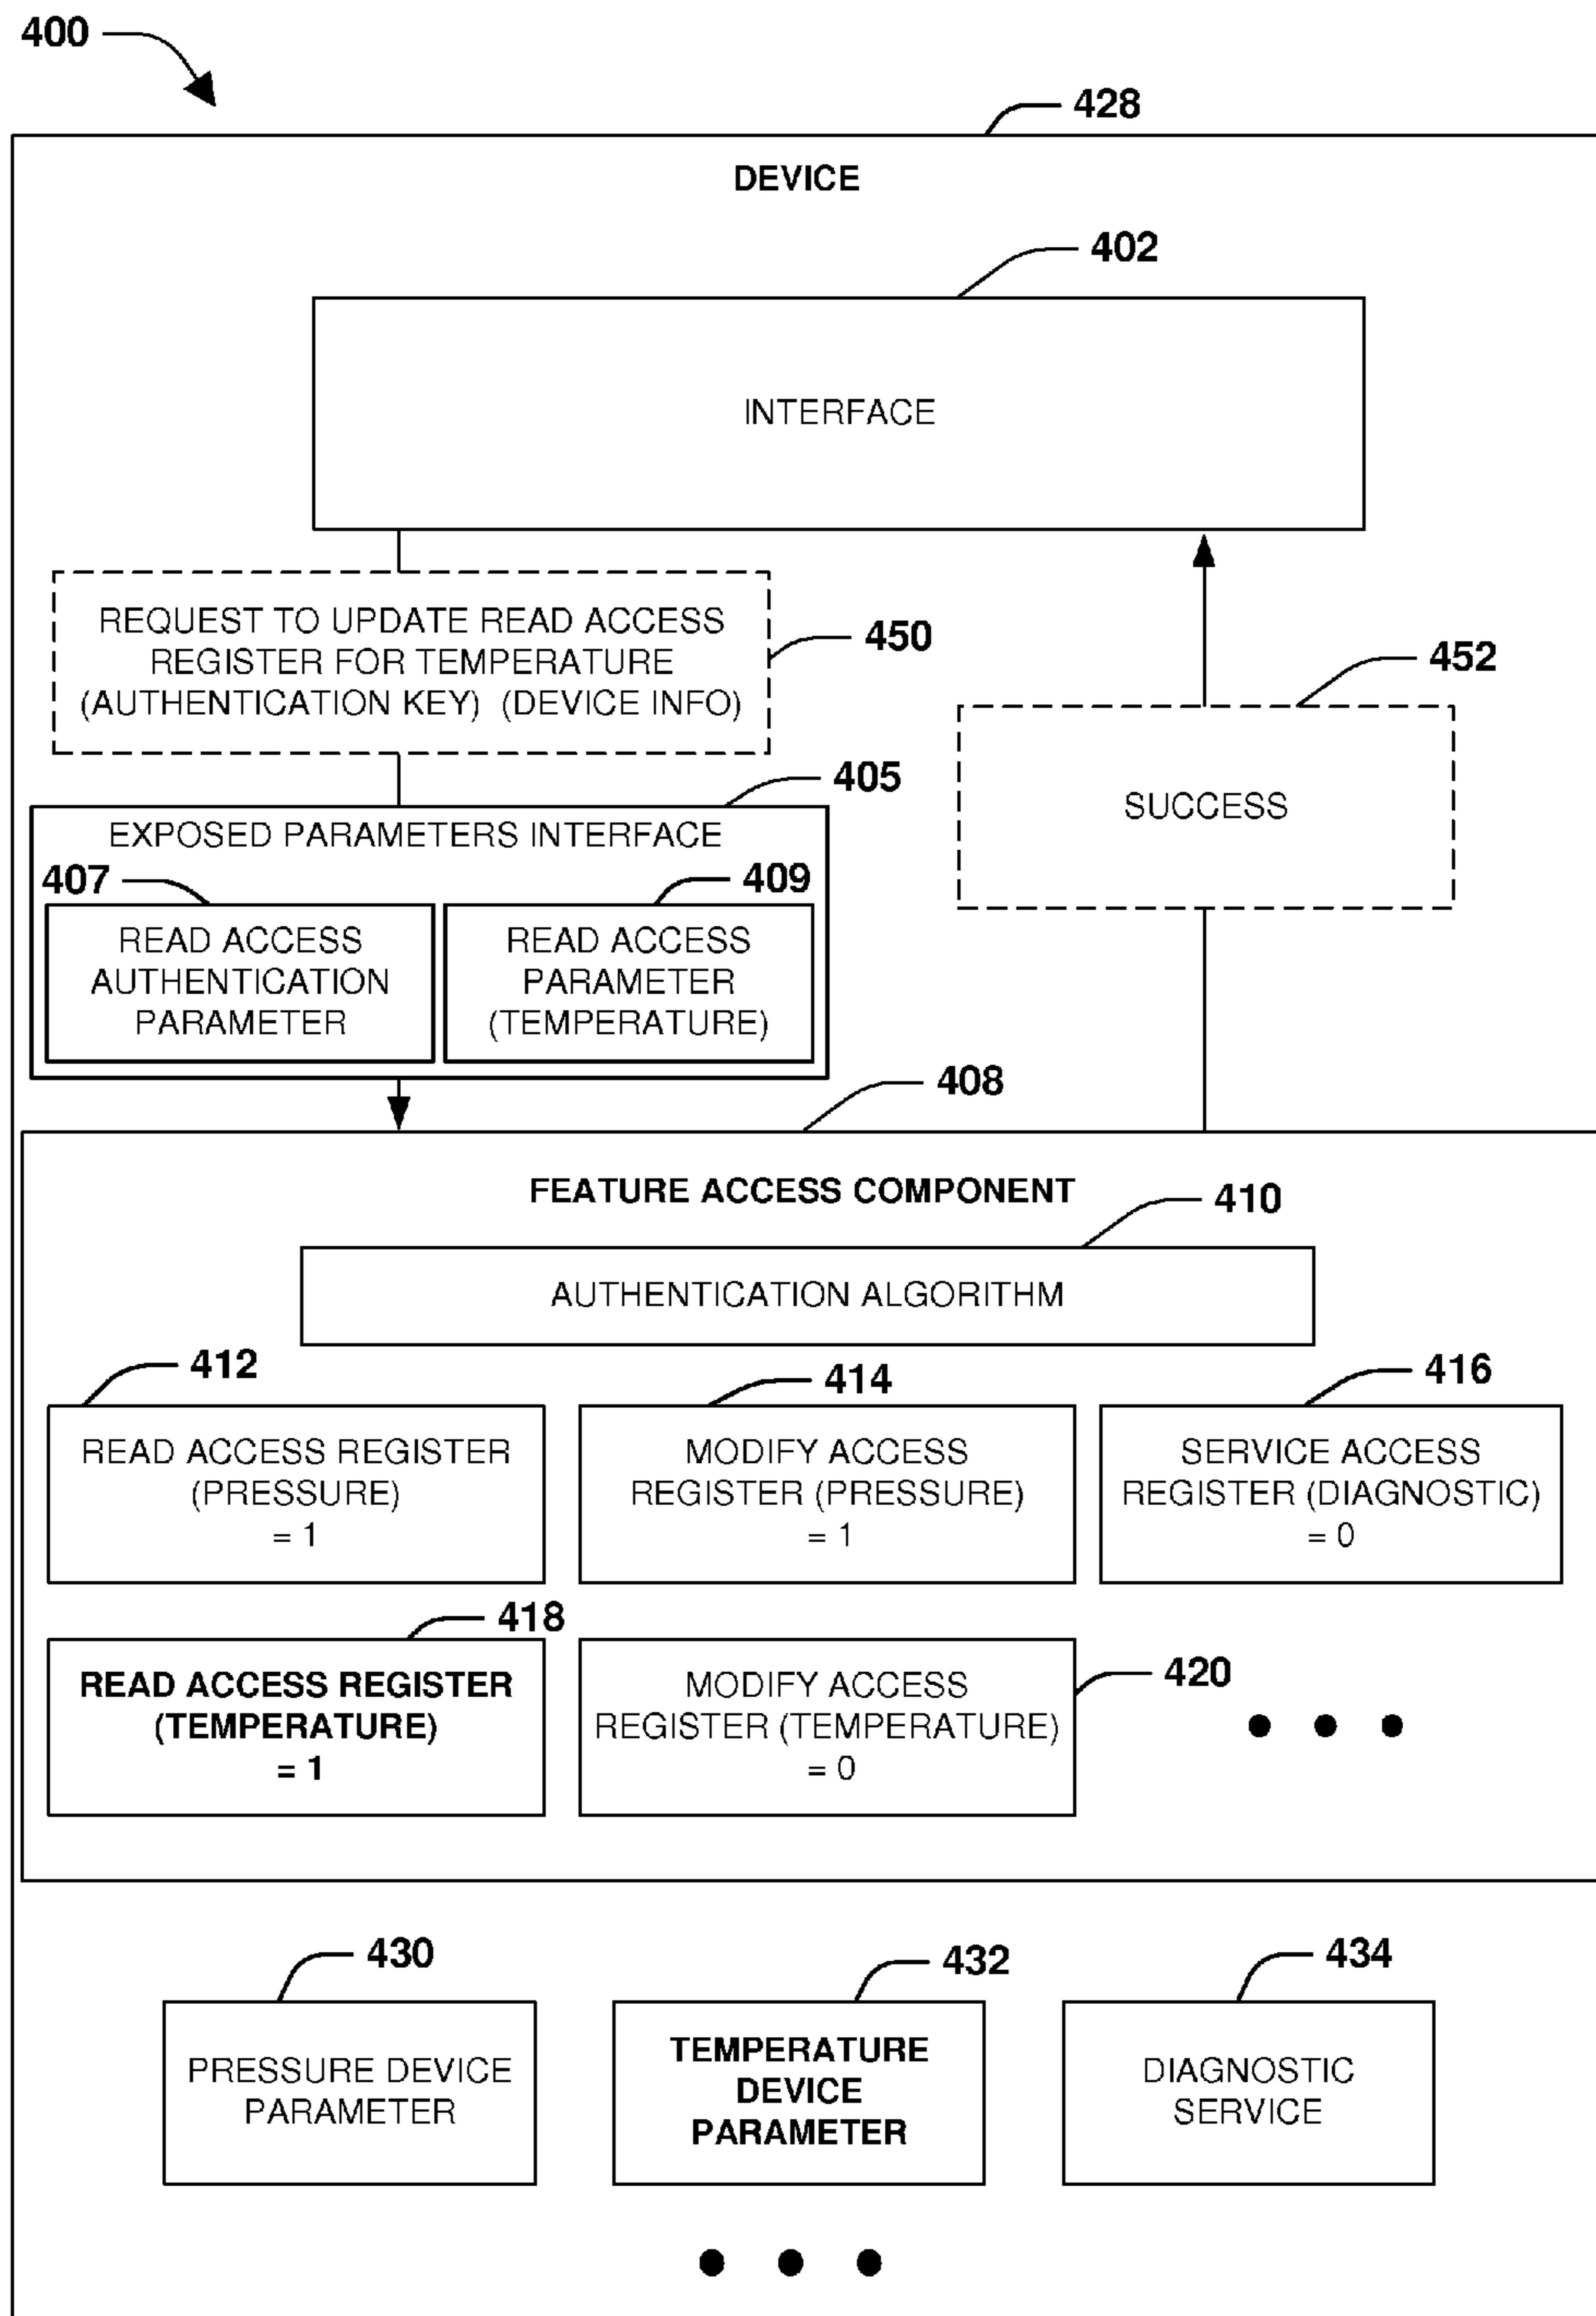 400
428
DEVICE
402
INTERFACE
REQUEST TO UPDATE READ ACCESS
REGISTER FOR TEMPERATURE
(AUTHENTICATION KEY) (DEVICE INFO)
450
452
SUCCESS
405
EXPOSED PARAMETERS INTERFACE
407
409
READ ACCESS
AUTHENTICATION
PARAMETER
READ ACCESS
PARAMETER
(TEMPERATURE)
408
FEATURE ACCESS COMPONENT
410
AUTHENTICATION ALGORITHM
412
414
416
READ ACCESS REGISTER
(PRESSURE)
= 1
MODIFY ACCESS
REGISTER (PRESSURE)
= 1
SERVICE ACCESS
REGISTER (DIAGNOSTIC)
= 0
418
READ ACCESS REGISTER
(TEMPERATURE)
= 1
MODIFY ACCESS
REGISTER (TEMPERATURE)
= 0
420
430
432
434
PRESSURE DEVICE
PARAMETER
TEMPERATURE
DEVICE
PARAMETER
DIAGNOSTIC
SERVICE